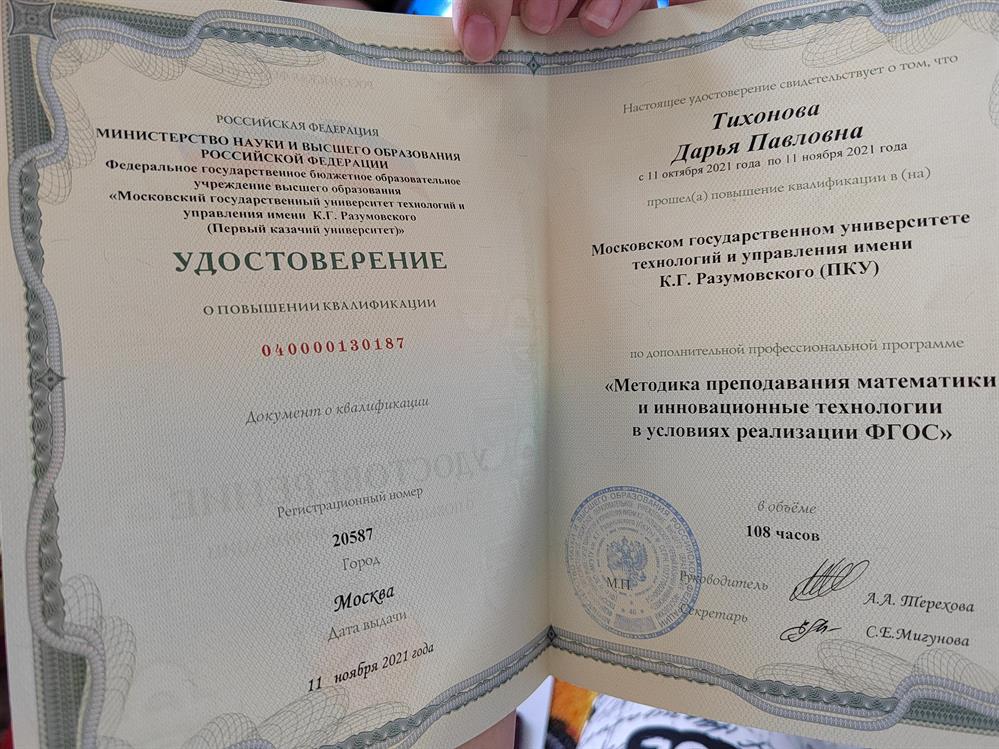 РОССИЙСКАЯ ФЕДЕРАЦИЯ
МИНИСТЕРСТВО НАУКИ И ВЫСШЕГО ОБРАЗОВАНИЯ
РОССИЙСКОЙ ФЕДЕРАЦИИ
Федеральное государственное бюджетное образовательное
учреждение высшего образования
«Московский государственный университет технологий и
управления имени К.Г. Разумовского
(Первый казачий университет)»
УДОСТОВЕРЕНИЕ
О ПОВЫШЕНИИ КВАЛИФИКАЦИИ
040000130187
Документ о квалификации
Регистрационный номер
20587
Город
Москва
Дата выдачи
11 ноября 2021 года
Настоящее удостоверение свидетельствует о том, что
Тихонова
Дарья Павловна
с 11 октября 2021 года по 11 ноября 2021 года
прошел(а) повышение квалификации в (на)
Московском государственном университете
технологий и управления имени
К.Г. Разумовского (ПКУ)
по дополнительной профессиональной программе
«Методика преподавания математики
и инновационные технологии
в условиях реализации ФГОС»
в объёме
108 часов
М.П.
Руководитель
А.А. Терехова
Секретарь
С.Е.Мигунова